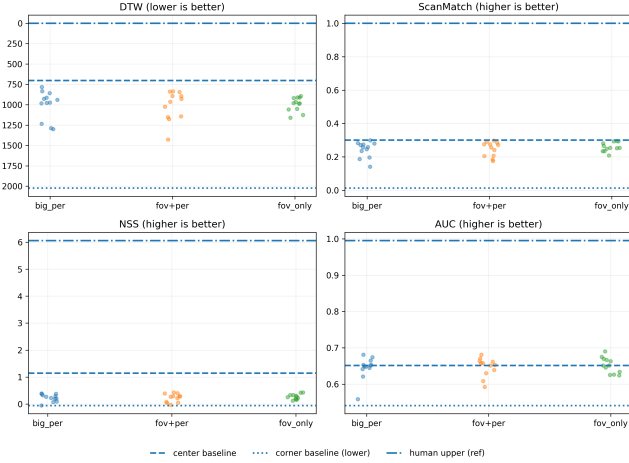 DTW (lower is better)
0
250
500
750
1000
1250
1500
1750
2000
big_per
fov+per
fov_only
ScanMatch (higher is better)
1.0
0.8
0.6
0.4
0.2
0.0
big_per
fov+per
fov_only
NSS (higher is better)
6
5
4
3
2
1
0
big_per
fov+per
fov_only
AUC (higher is better)
1.0
0.9
0.8
0.7
0.6
big_per
fov+per
fov_only
center baseline
corner baseline (lower)
human upper (ref)